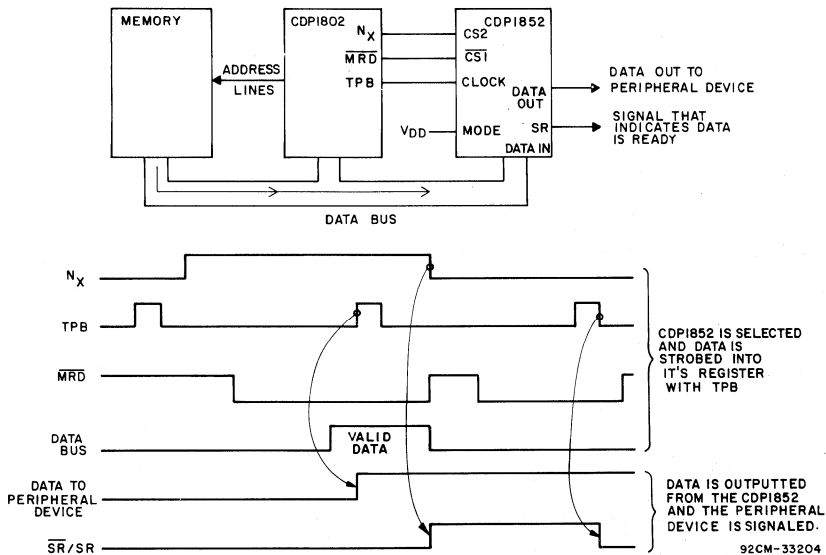 MEMORY
CDP1802
CDP1852
NX
CS2
MRD
CS1
ADDRESS
LINES
TPB
CLOCK
DATA
OUT
DATA OUT TO
PERIPHERAL DEVICE
VDD
MODE
SR
SIGNAL THAT
INDICATES DATA
IS READY
DATA IN
DATA BUS
NX
TPB
MRD
DATA
BUS
VALID
DATA
CDP1852 IS SELECTED
AND DATA IS
STROBED INTO
IT'S REGISTER
WITH TPB
DATA TO
PERIPHERAL
DEVICE
SR/SR
DATA IS OUTPUTTED
FROM THE CDP1852
AND THE PERIPHERAL
DEVICE IS SIGNALED.
92CM-33204